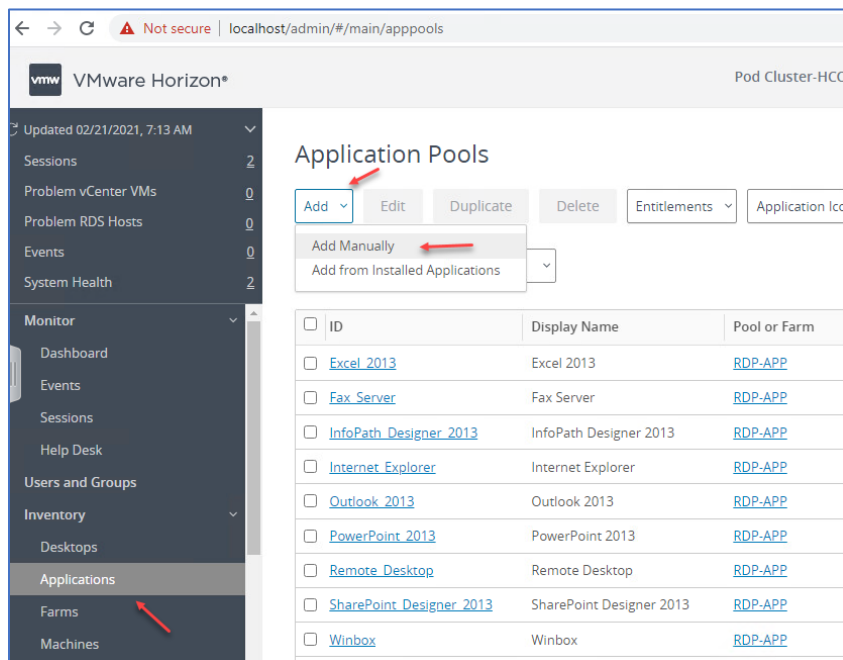 Not secure | localhost/admin/#/main/apppools
vmw VMware Horizon®
Pod Cluster-HCC
Updated 02/21/2021, 7:13 AM
Sessions 2
Problem vCenter VMs 0
Problem RDS Hosts 0
Events 0
System Health 2
Monitor
Dashboard
Events
Sessions
Help Desk
Users and Groups
Inventory
Desktops
Applications
Farms
Machines
Application Pools
Add Edit Duplicate Delete Entitlements Application Ico
Add Manually
Add from Installed Applications
ID Display Name Pool or Farm
Excel_2013 Excel 2013 RDP-APP
Fax_Server Fax Server RDP-APP
InfoPath_Designer_2013 InfoPath Designer 2013 RDP-APP
Internet_Explorer Internet Explorer RDP-APP
Outlook_2013 Outlook 2013 RDP-APP
PowerPoint_2013 PowerPoint 2013 RDP-APP
Remote_Desktop Remote Desktop RDP-APP
SharePoint_Designer_2013 SharePoint Designer 2013 RDP-APP
Winbox Winbox RDP-APP